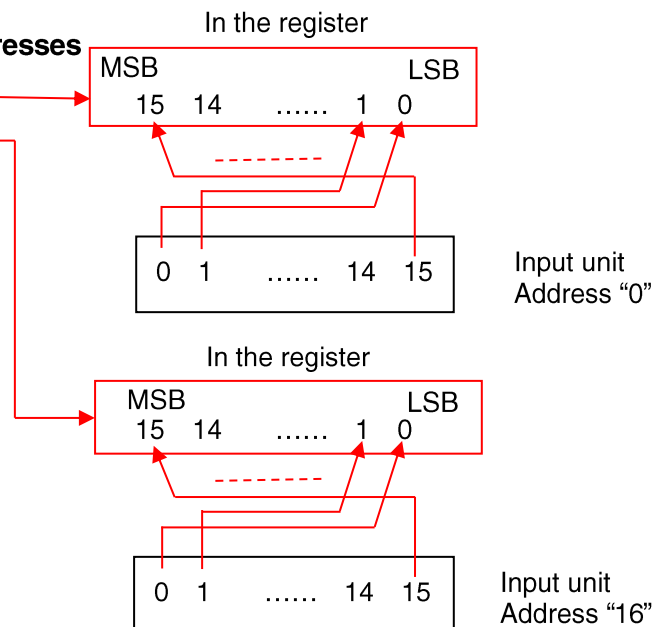 In the register
resses
MSB LSB
15 14 ...... 1 0
0 1 ...... 14 15
Input unit
Address “0”
In the register
MSB LSB
15 14 ...... 1 0
0 1 ...... 14 15
Input unit
Address “16”